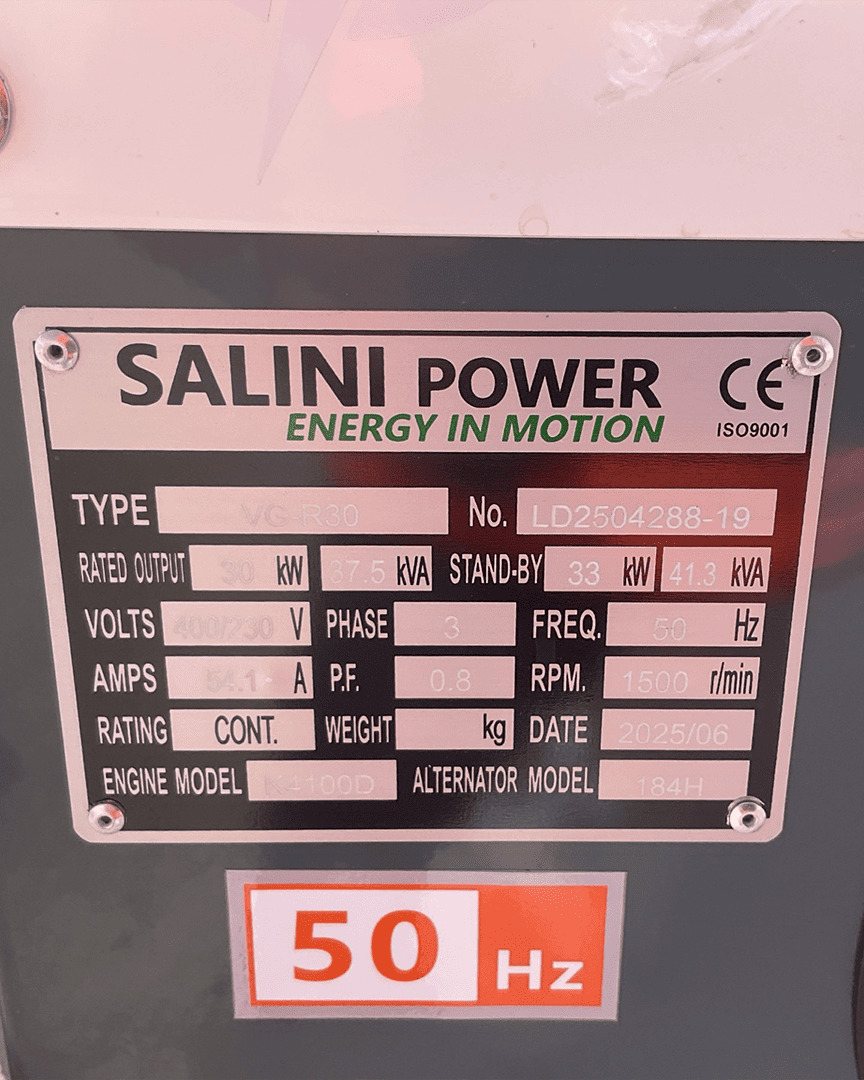 SALINI POWER CE
ENERGY IN MOTION ISO9001
TYPE VG-R30 No. LD2504288-19
RATED OUTPUT 30 kW 37.5 kVA STAND-BY 33 kW 41.3 kVA
VOLTS 400/230 V PHASE 3 FREQ. 50 Hz
AMPS 54.1 A P.F. 0.8 RPM. 1500 r/min
RATING CONT. WEIGHT kg DATE 2025/06
ENGINE MODEL ALTERNATOR MODEL 184H
50 Hz